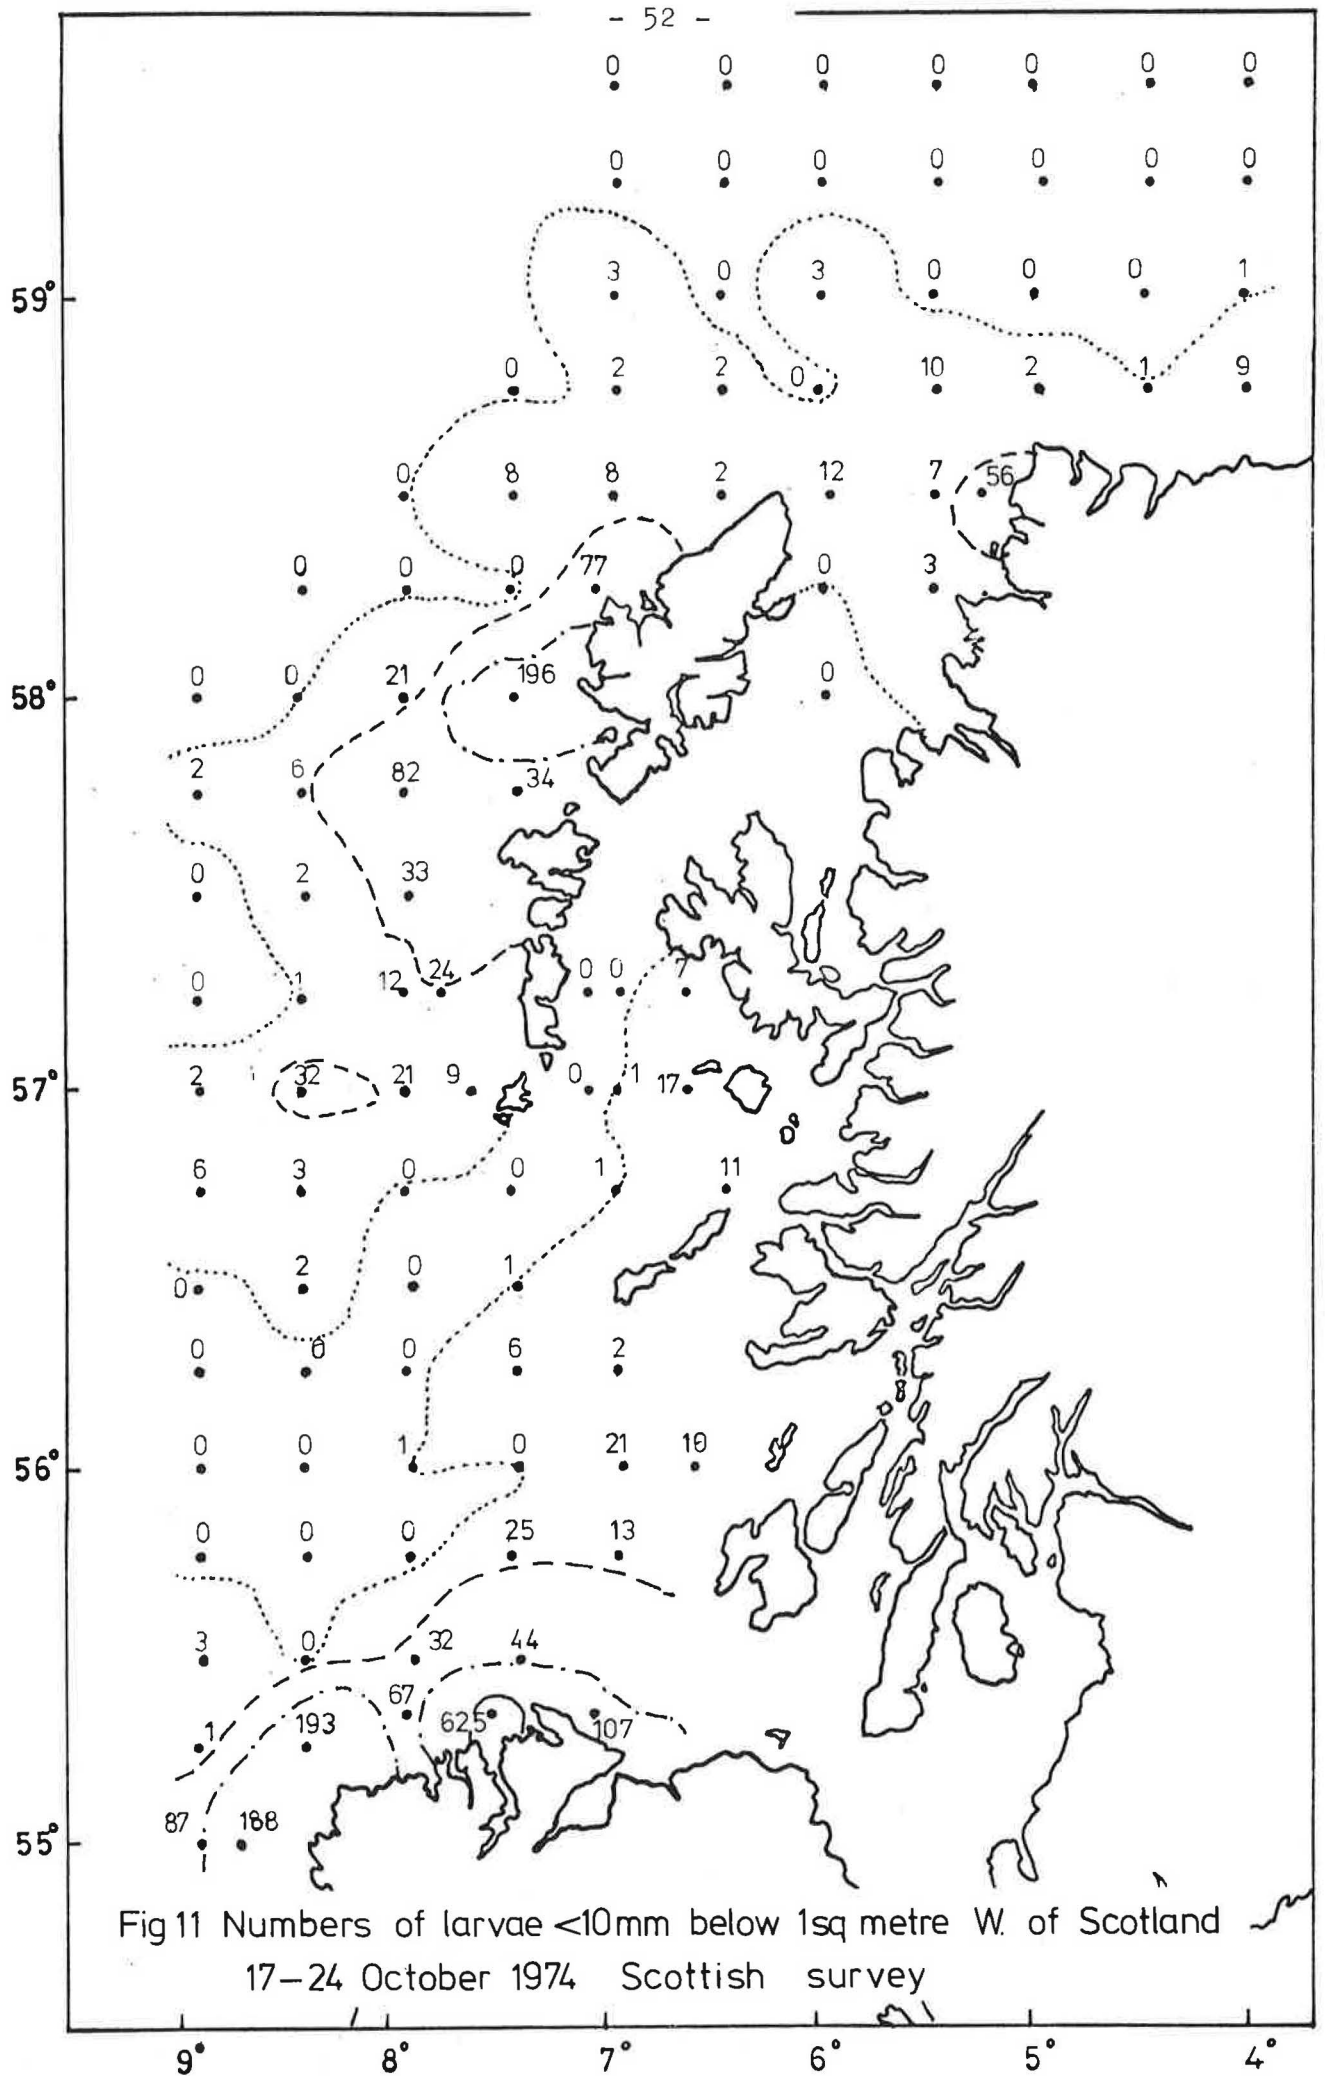 - 52 -
0 0 0 0 0 0 0
0 0 0 0 0 0 0
3 0 3 0 0 0 1
59°
0 2 2 0 10 2 1 9
0 8 8 2 12 7 56
0 0 0 77 0 3
0 0 21 196 0
58°
2 6 82 34
0 2 33
0 1 12 24 0 0 7
57°
2 32 21 9 0 1 17
6 3 0 0 1 11
0 2 0 1
0 0 0 6 2
0 0 1 0 21 10
56°
0 0 0 25 13
3 0 32 44
67 625 107
1 193
87 188
55°
Fig 11 Numbers of larvae <10mm below 1sq metre W. of Scotland
17-24 October 1974 Scottish survey
9° 8° 7° 6° 5° 4°